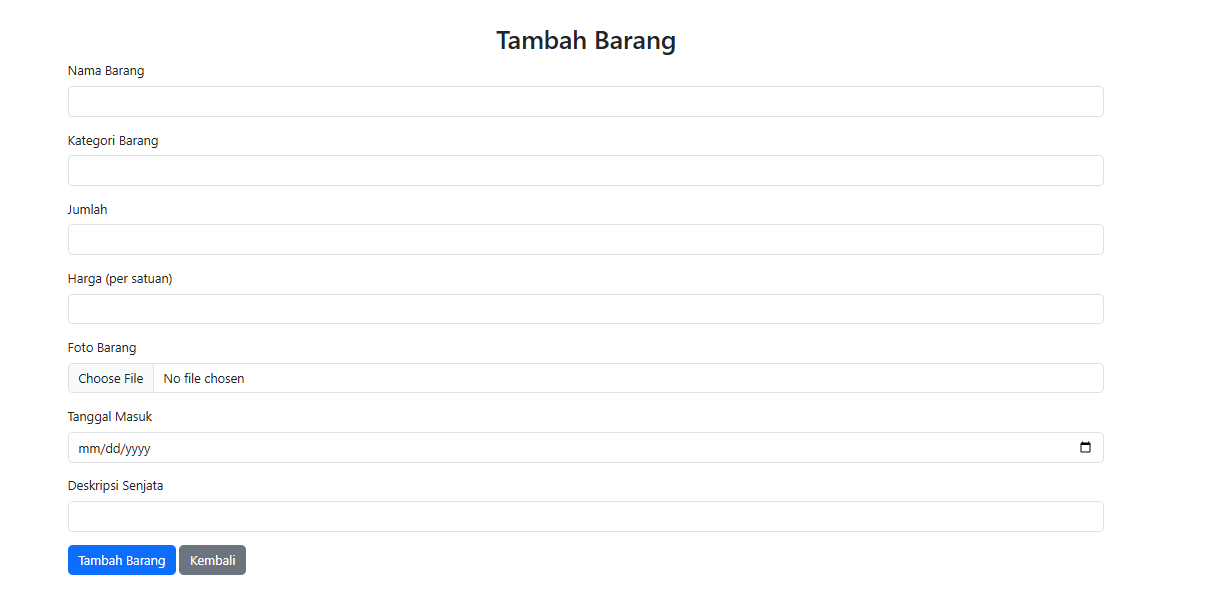 Tambah Barang
Nama Barang
Kategori Barang
Jumlah
Harga (per satuan)
Foto Barang
Choose File No file chosen
Tanggal Masuk
mm/dd/yyyy
Deskripsi Senjata
Tambah Barang Kembali